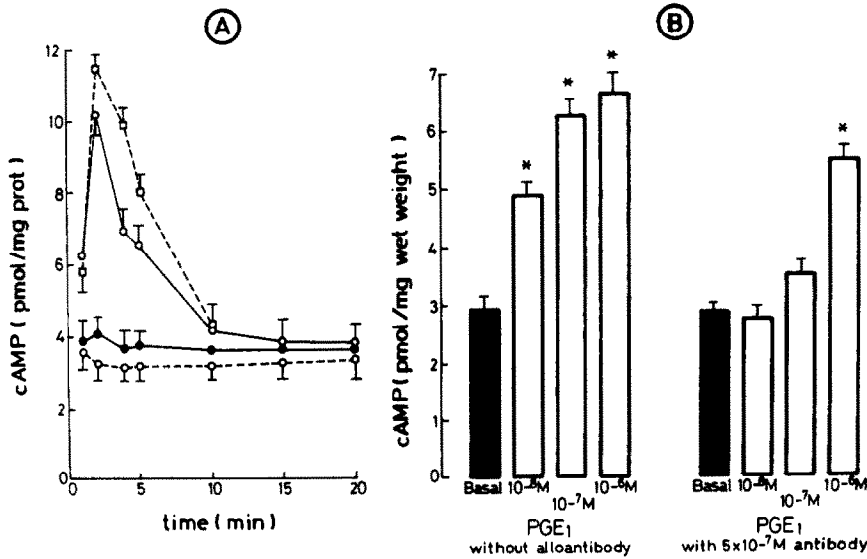 A
cAMP ( pmol/mg prot )
12
10
8
6
4
2
0
0 5 10 15 20
time ( min )
B
cAMP ( pmol/mg wet weight )
7
6
5
4
3
2
1
0
* * *
*
Basal 10-8M 10-7M 10-6M
PGE1
without alloantibody
Basal 10-8M 10-7M 10-6M
PGE1
with 5x10-7M antibody